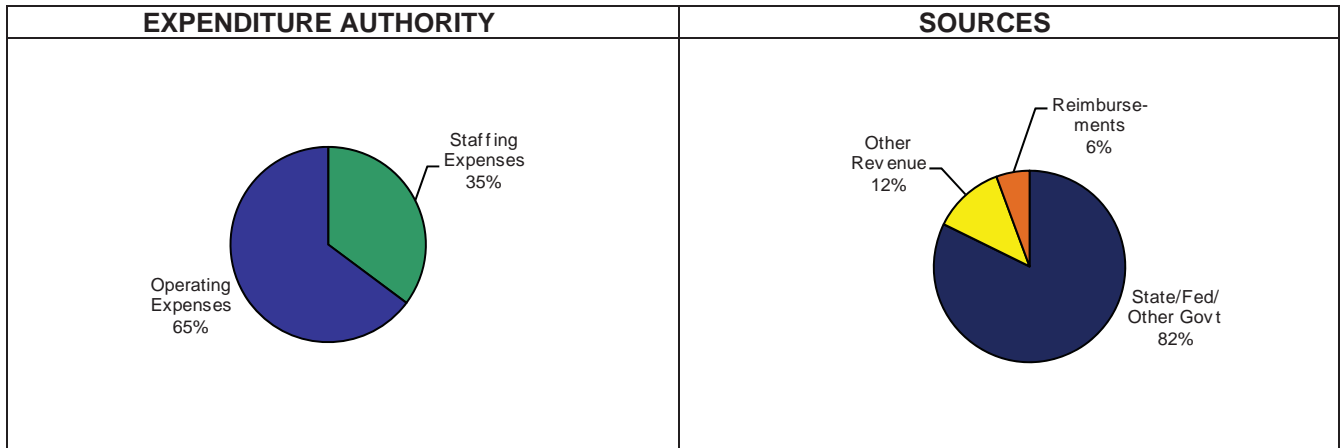 EXPENDITURE AUTHORITY
Staffing
Expenses
35%
Operating
Expenses
65%
SOURCES
Reimburse-
ments
6%
Other
Revenue
12%
State/Fed/
Other Govt
82%